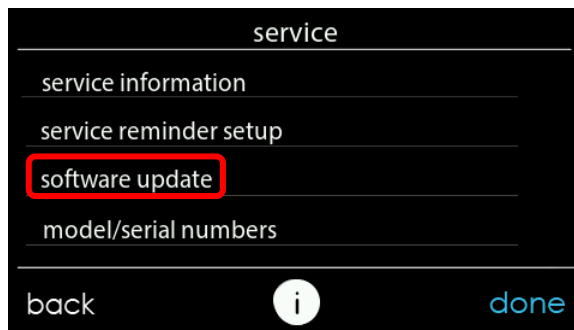 service
service information
service reminder setup
software update
model/serial numbers
back i done